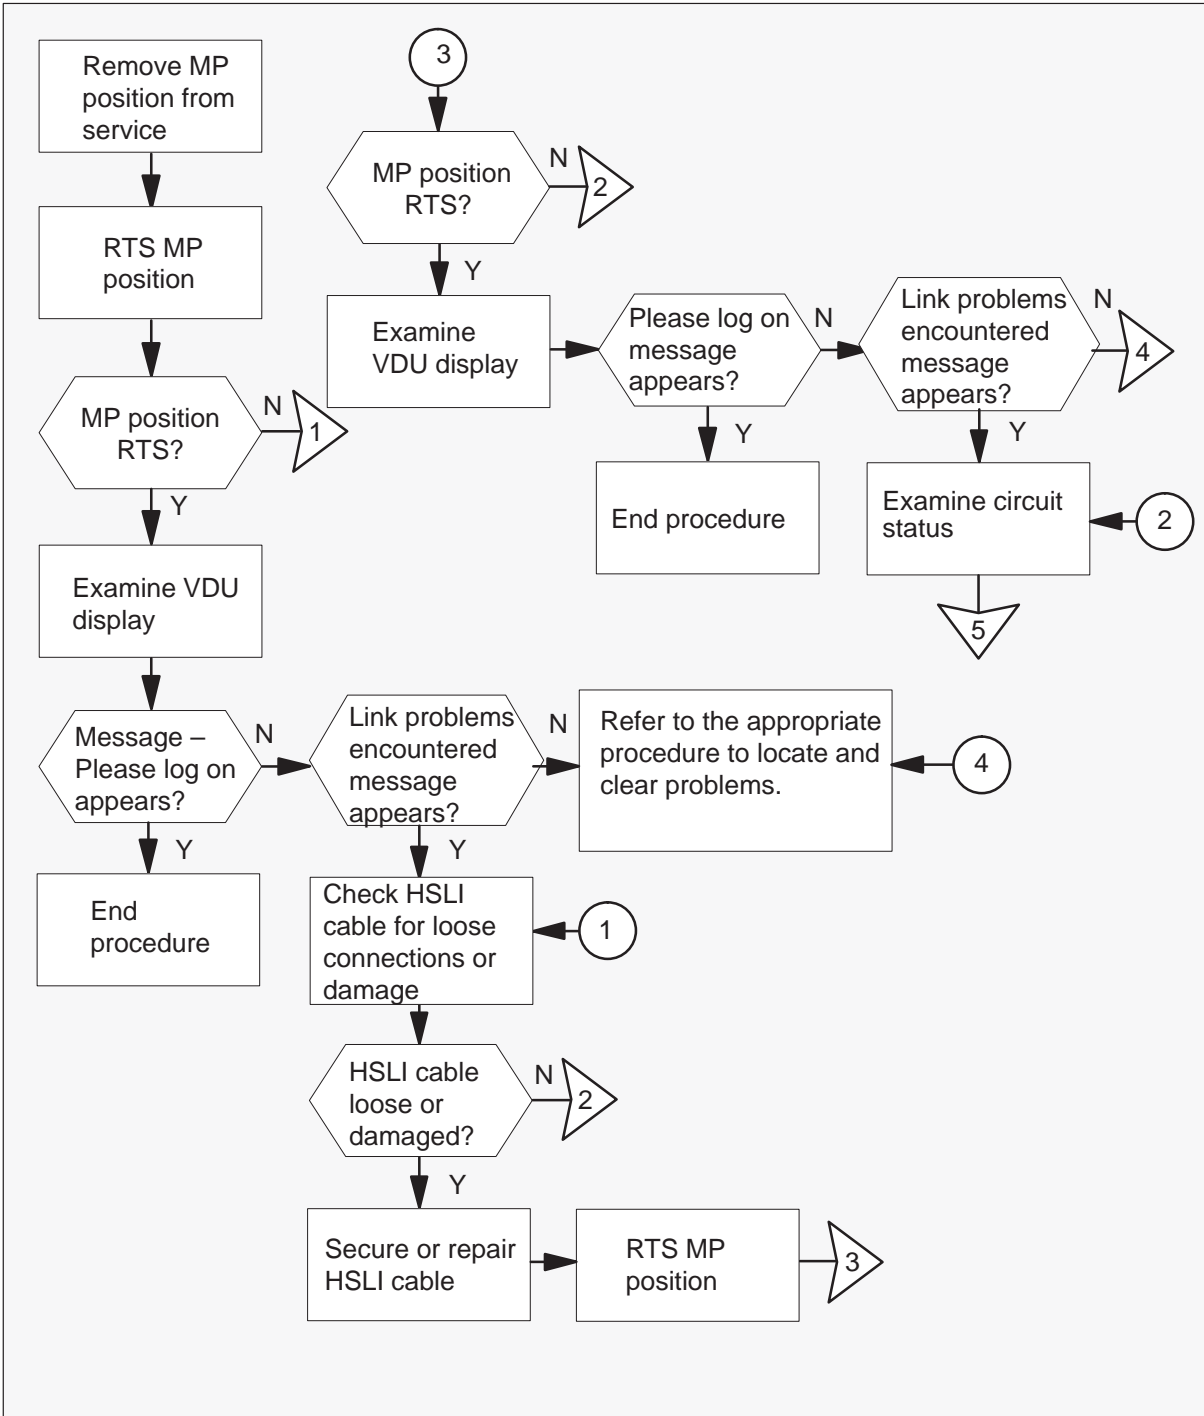 Remove MP
position from
service
RTS MP
position
MP position
RTS?
N
1
Y
Examine VDU
display
Message –
Please log on
appears?
N
Y
End
procedure
Link problems
encountered
message
appears?
N
Refer to the appropriate
procedure to locate and
clear problems.
4
Y
Check HSLI
cable for loose
connections or
damage
1
HSLI cable
loose or
damaged?
N
2
Y
Secure or repair
HSLI cable
RTS MP
position
3
3
MP position
RTS?
N
2
Y
Examine
VDU display
Please log on
message
appears?
N
Y
End procedure
Link problems
encountered
message
appears?
N
4
Y
Examine circuit
status
2
5